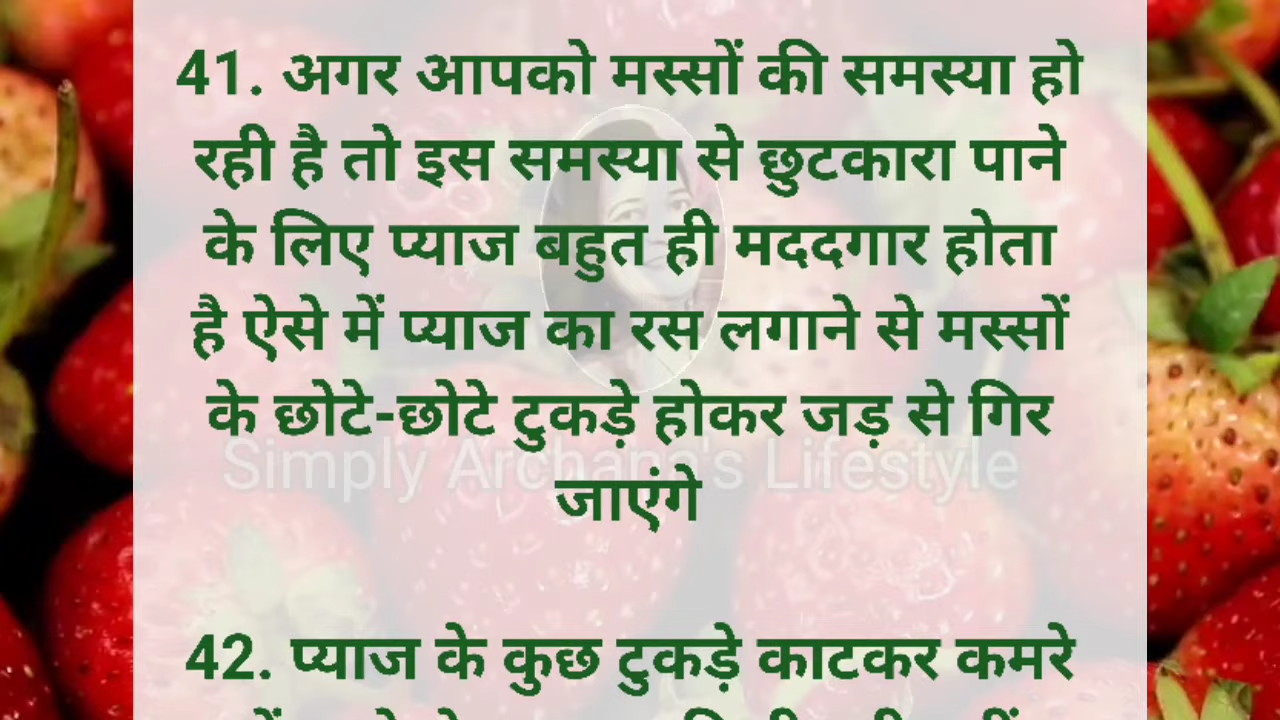 41. अगर आपको मस्सों की समस्या हो
रही है तो इस समस्या से छुटकारा पाने
के लिए प्याज बहुत ही मददगार होता
है ऐसे में प्याज का रस लगाने से मस्सों
के छोटे-छोटे टुकड़े होकर जड़ से गिर
Simply Archana's Lifestyle
जाएंगे
42. प्याज के कुछ टुकड़े काटकर कमरे